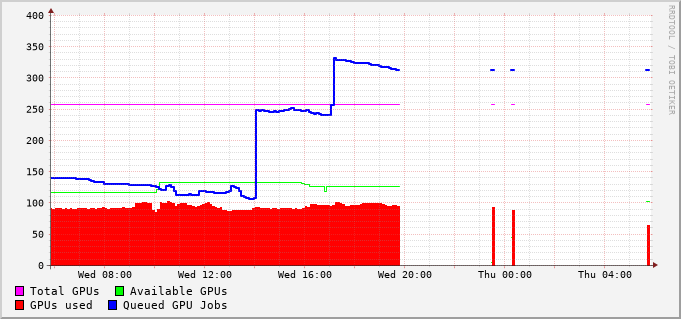 400
350
300
250
200
150
100
50
0
Wed 08:00 Wed 12:00 Wed 16:00 Wed 20:00 Thu 00:00 Thu 04:00
Total GPUs Available GPUs
GPUs used Queued GPU Jobs
RRDTOOL / TOBI OETIKER